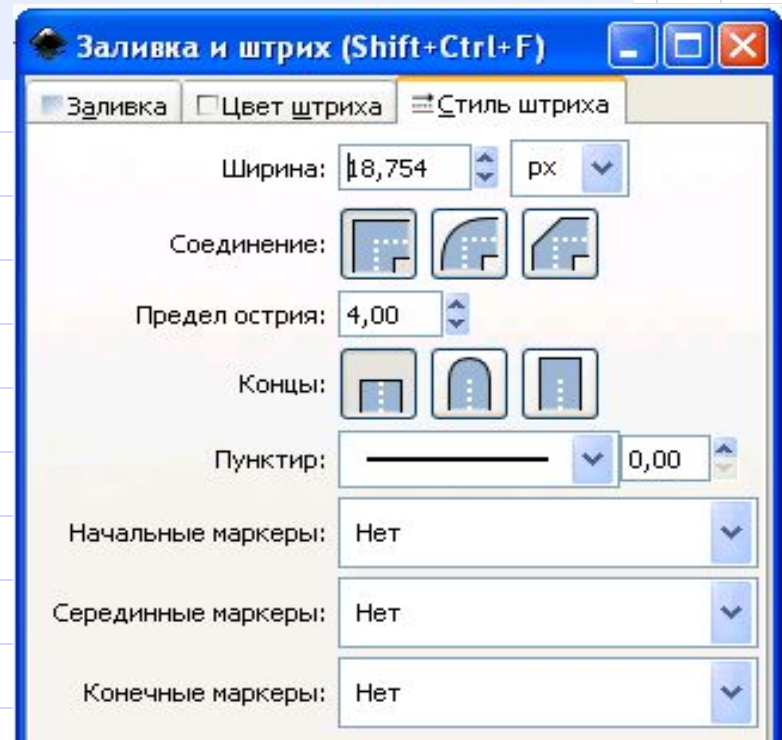 Заливка и штрих (Shift+Ctrl+F)
Заливка Цвет штриха Стиль штриха
Ширина: 18,754 px
Соединение:
Предел острия: 4,00
Концы:
Пунктир: 0,00
Начальные маркеры: Нет
Серединные маркеры: Нет
Конечные маркеры: Нет